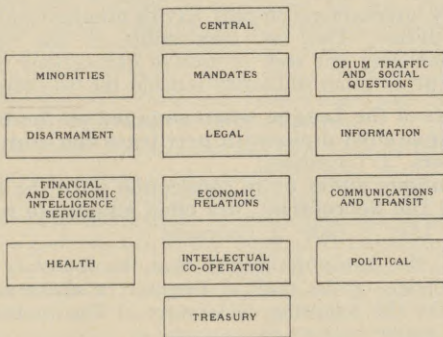 CENTRAL
MINORITIES
MANDATES
OPIUM TRAFFIC
AND SOCIAL
QUESTIONS
DISARMAMENT
LEGAL
INFORMATION
FINANCIAL
AND ECONOMIC
INTELLIGENCE
SERVICE
ECONOMIC
RELATIONS
COMMUNICATIONS
AND TRANSIT
HEALTH
INTELLECTUAL
CO-OPERATION
POLITICAL
TREASURY